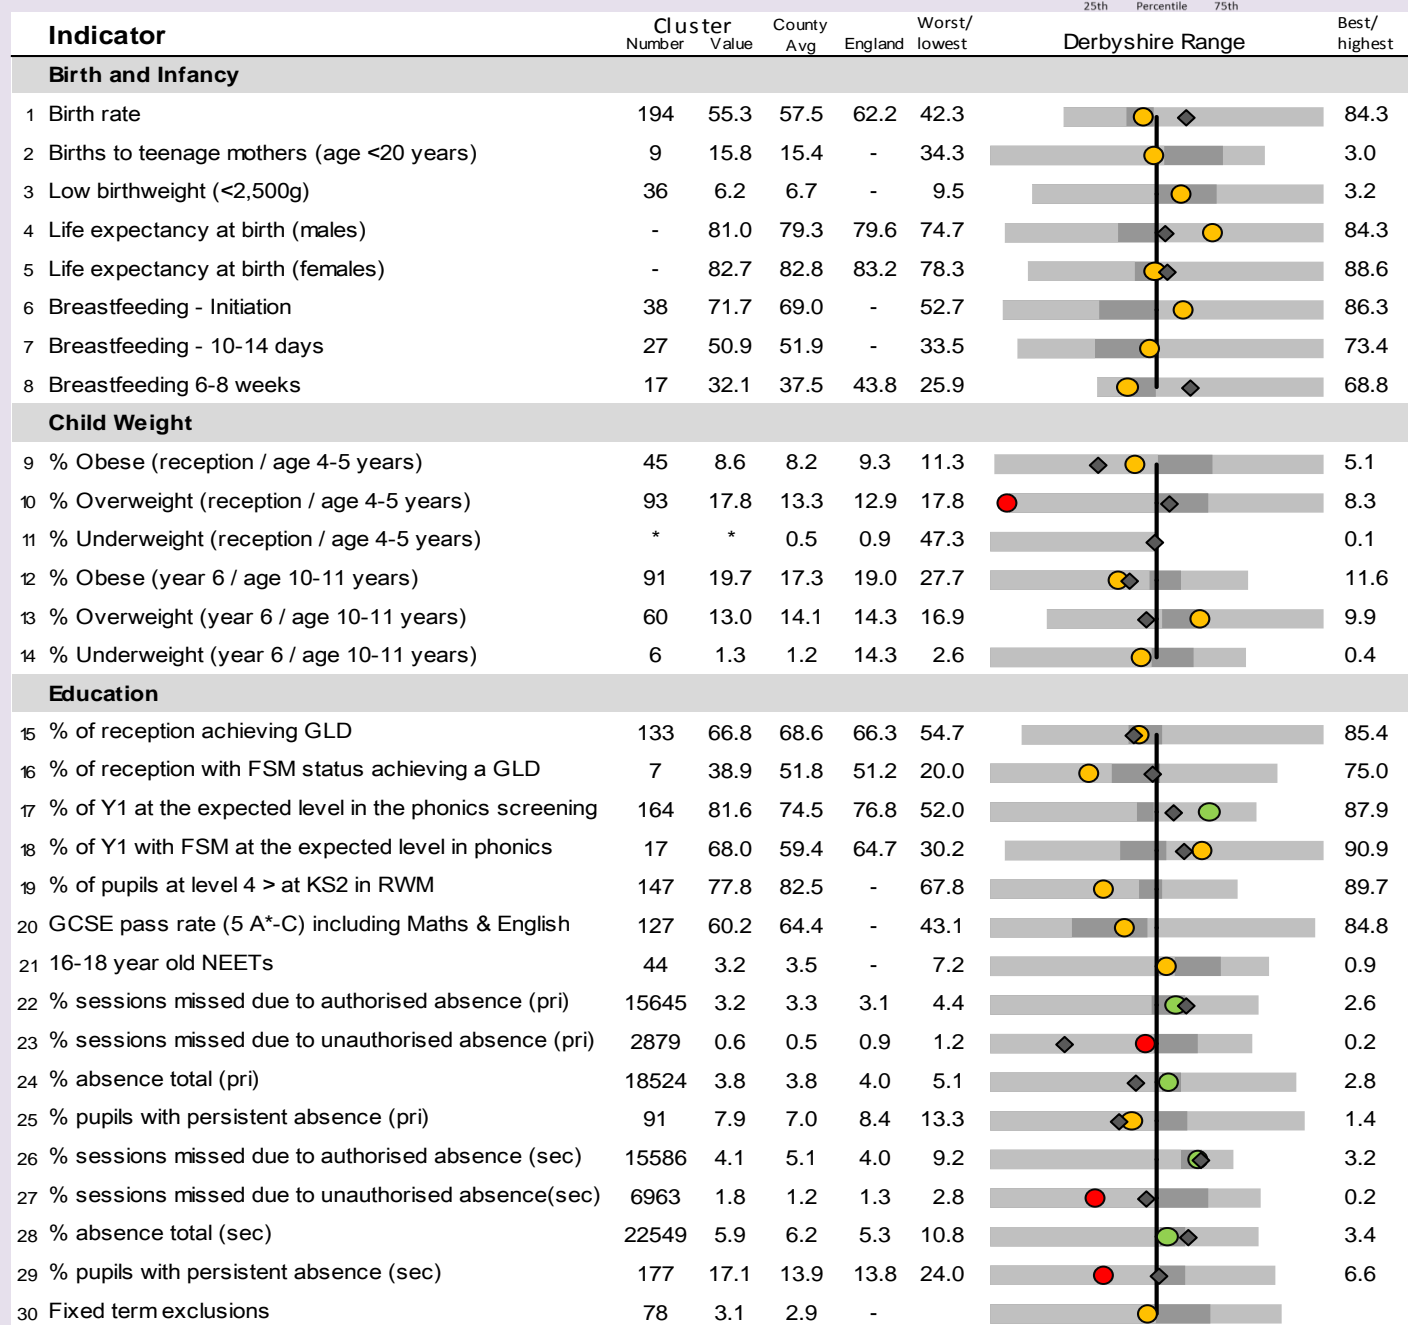 25th Percentile 75th
Indicator Cluster Number Value County Avg England Worst/ lowest Derbyshire Range Best/ highest
Birth and Infancy
1 Birth rate 194 55.3 57.5 62.2 42.3 84.3
2 Births to teenage mothers (age <20 years) 9 15.8 15.4 - 34.3 3.0
3 Low birthweight (<2,500g) 36 6.2 6.7 - 9.5 3.2
4 Life expectancy at birth (males) - 81.0 79.3 79.6 74.7 84.3
5 Life expectancy at birth (females) - 82.7 82.8 83.2 78.3 88.6
6 Breastfeeding - Initiation 38 71.7 69.0 - 52.7 86.3
7 Breastfeeding - 10-14 days 27 50.9 51.9 - 33.5 73.4
8 Breastfeeding 6-8 weeks 17 32.1 37.5 43.8 25.9 68.8
Child Weight
9 % Obese (reception / age 4-5 years) 45 8.6 8.2 9.3 11.3 5.1
10 % Overweight (reception / age 4-5 years) 93 17.8 13.3 12.9 17.8 8.3
11 % Underweight (reception / age 4-5 years) * * 0.5 0.9 47.3 0.1
12 % Obese (year 6 / age 10-11 years) 91 19.7 17.3 19.0 27.7 11.6
13 % Overweight (year 6 / age 10-11 years) 60 13.0 14.1 14.3 16.9 9.9
14 % Underweight (year 6 / age 10-11 years) 6 1.3 1.2 14.3 2.6 0.4
Education
15 % of reception achieving GLD 133 66.8 68.6 66.3 54.7 85.4
16 % of reception with FSM status achieving a GLD 7 38.9 51.8 51.2 20.0 75.0
17 % of Y1 at the expected level in the phonics screening 164 81.6 74.5 76.8 52.0 87.9
18 % of Y1 with FSM at the expected level in phonics 17 68.0 59.4 64.7 30.2 90.9
19 % of pupils at level 4 > at KS2 in RWM 147 77.8 82.5 - 67.8 89.7
20 GCSE pass rate (5 A*-C) including Maths & English 127 60.2 64.4 - 43.1 84.8
21 16-18 year old NEETs 44 3.2 3.5 - 7.2 0.9
22 % sessions missed due to authorised absence (pri) 15645 3.2 3.3 3.1 4.4 2.6
23 % sessions missed due to unauthorised absence (pri) 2879 0.6 0.5 0.9 1.2 0.2
24 % absence total (pri) 18524 3.8 3.8 4.0 5.1 2.8
25 % pupils with persistent absence (pri) 91 7.9 7.0 8.4 13.3 1.4
26 % sessions missed due to authorised absence (sec) 15586 4.1 5.1 4.0 9.2 3.2
27 % sessions missed due to unauthorised absence(sec) 6963 1.8 1.2 1.3 2.8 0.2
28 % absence total (sec) 22549 5.9 6.2 5.3 10.8 3.4
29 % pupils with persistent absence (sec) 177 17.1 13.9 13.8 24.0 6.6
30 Fixed term exclusions 78 3.1 2.9 -